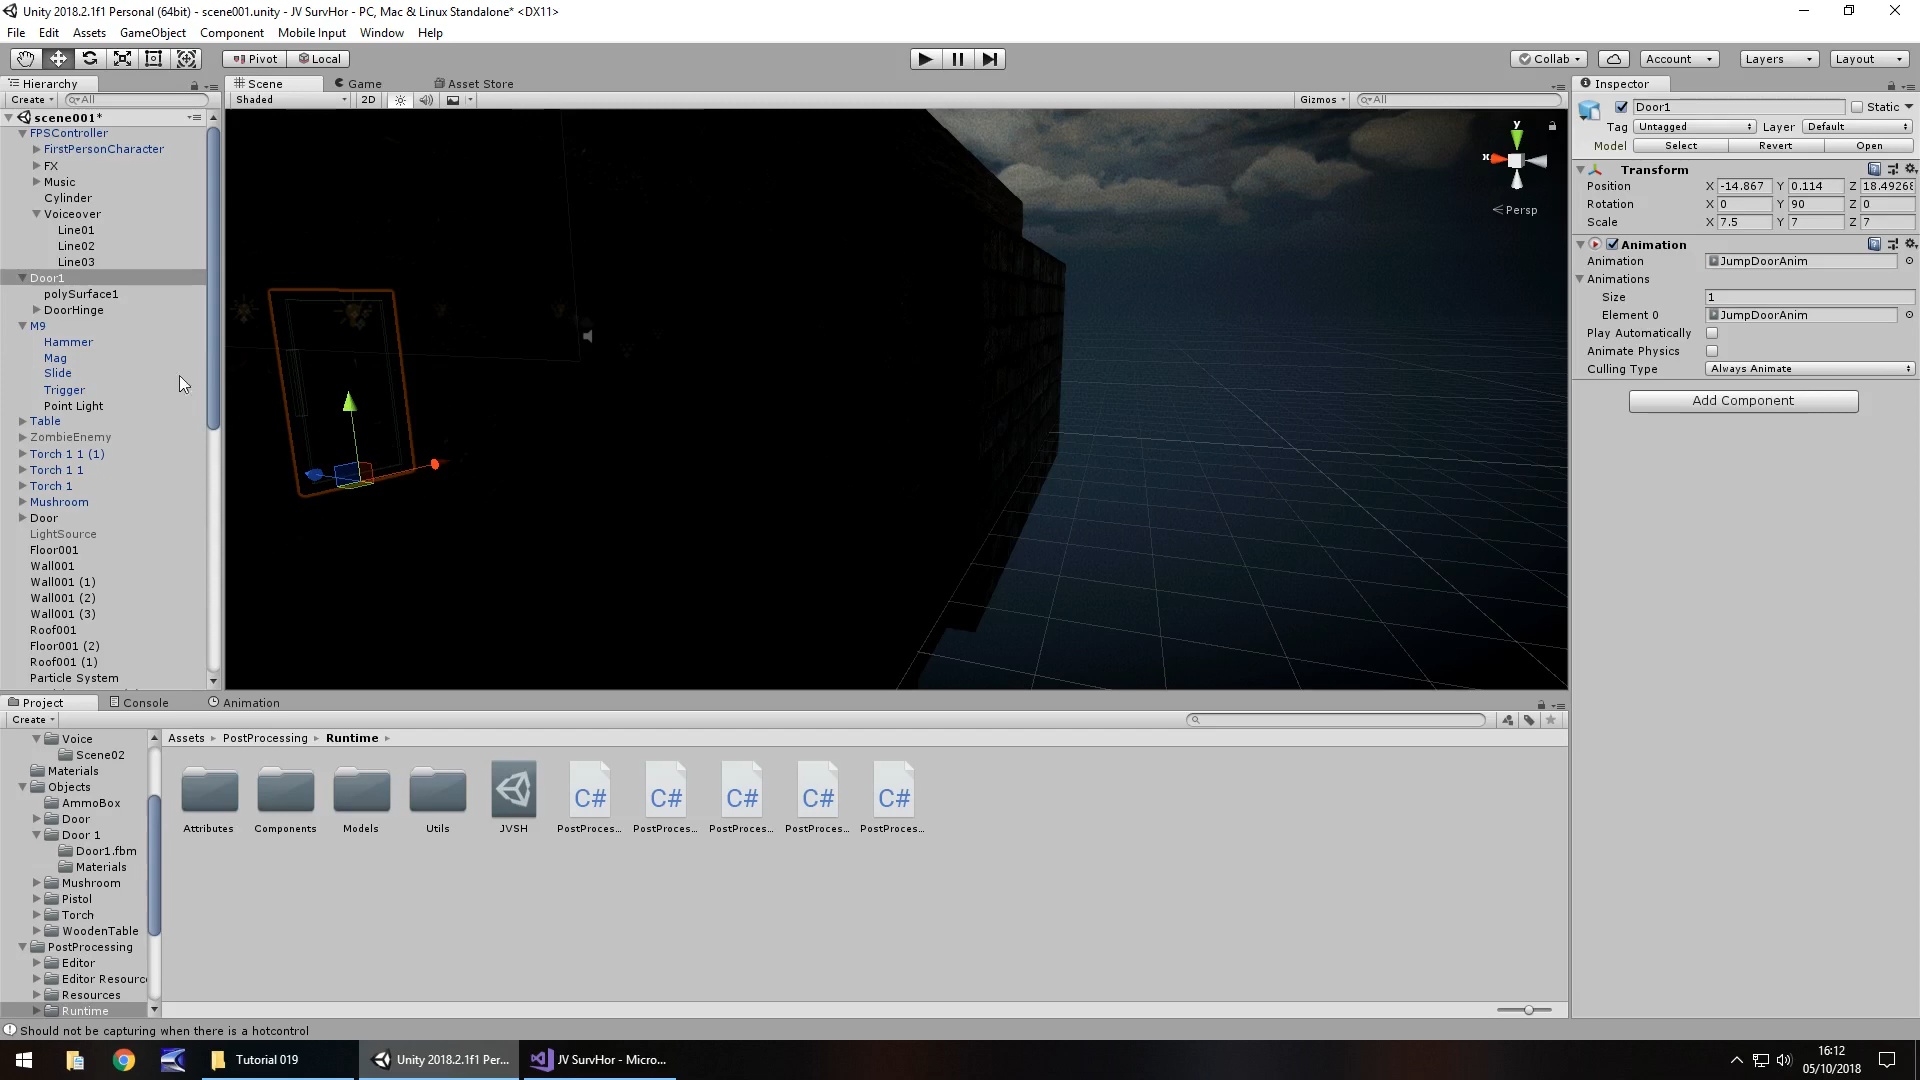 Unity 2018.2.1f1 Personal (64bit) - scene001.unity - JV SurvHor - PC, Mac & Linux Standalone* <DX11>
File Edit Assets GameObject Component Mobile Input Window Help
Pivot Local Collab Account Layers Layout
Hierarchy Scene Game Asset Store Inspector
Create All Shaded 2D Gizmos All
scene001*
FPSController
FirstPersonCharacter
FX
Music
Cylinder
Voiceover
Line01
Line02
Line03
Door1
polySurface1
DoorHinge
M9
Hammer
Mag
Slide
Trigger
Point Light
Table
ZombieEnemy
Torch 1 1 (1)
Torch 1 1
Torch 1
Mushroom
Door
LightSource
Floor001
Wall001
Wall001 (1)
Wall001 (2)
Wall001 (3)
Roof001
Floor001 (2)
Roof001 (1)
Particle System
y
x
Persp
Door1 Static
Tag Untagged Layer Default
Model Select Revert Open
Transform
Position X -14.867 Y 0.114 Z 18.4926
Rotation X 0 Y 90 Z 0
Scale X 7.5 Y 7 Z 7
Animation
Animation JumpDoorAnim
Animations
Size 1
Element 0 JumpDoorAnim
Play Automatically
Animate Physics
Culling Type Always Animate
Add Component
Project Console Animation
Create
Voice
Scene02
Materials
Objects
AmmoBox
Door
Door 1
Door1.fbm
Materials
Mushroom
Pistol
Torch
WoodenTable
PostProcessing
Editor
Editor Resourc
Resources
Runtime
Assets PostProcessing Runtime
C# C# C# C# C#
Attributes Components Models Utils JVSH PostProces... PostProces... PostProces... PostProces... PostProces...
Should not be capturing when there is a hotcontrol
Tutorial 019 Unity 2018.2.1f1 Per... JV SurvHor - Micro...
16:12
05/10/2018